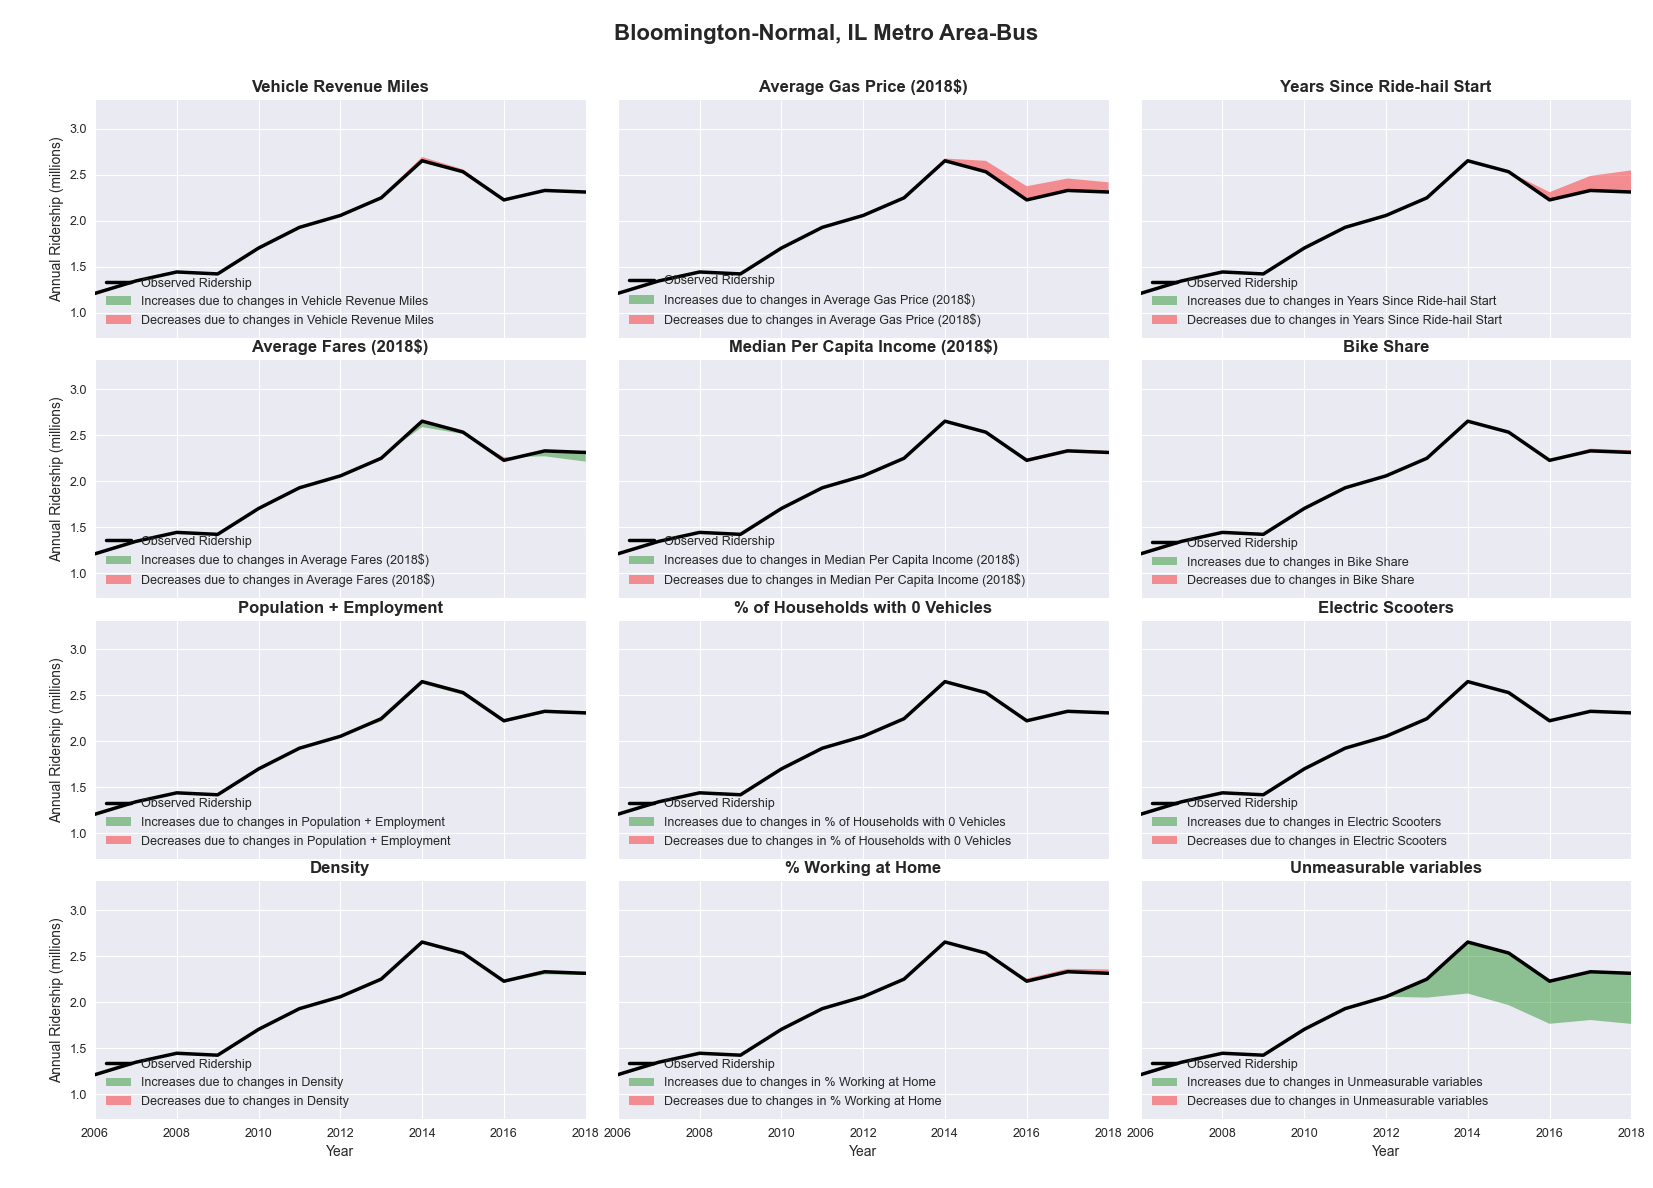 Bloomington-Normal, IL Metro Area-Bus
Vehicle Revenue Miles
Average Gas Price (2018$)
Years Since Ride-hail Start
Annual Ridership (millions)
3.0
2.5
2.0
1.5
1.0
Observed Ridership
Increases due to changes in Vehicle Revenue Miles
Decreases due to changes in Vehicle Revenue Miles
Observed Ridership
Increases due to changes in Average Gas Price (2018$)
Decreases due to changes in Average Gas Price (2018$)
Observed Ridership
Increases due to changes in Years Since Ride-hail Start
Decreases due to changes in Years Since Ride-hail Start
Average Fares (2018$)
Median Per Capita Income (2018$)
Bike Share
Annual Ridership (millions)
3.0
2.5
2.0
1.5
1.0
Observed Ridership
Increases due to changes in Average Fares (2018$)
Decreases due to changes in Average Fares (2018$)
Observed Ridership
Increases due to changes in Median Per Capita Income (2018$)
Decreases due to changes in Median Per Capita Income (2018$)
Observed Ridership
Increases due to changes in Bike Share
Decreases due to changes in Bike Share
Population + Employment
% of Households with 0 Vehicles
Electric Scooters
Annual Ridership (millions)
3.0
2.5
2.0
1.5
1.0
Observed Ridership
Increases due to changes in Population + Employment
Decreases due to changes in Population + Employment
Observed Ridership
Increases due to changes in % of Households with 0 Vehicles
Decreases due to changes in % of Households with 0 Vehicles
Observed Ridership
Increases due to changes in Electric Scooters
Decreases due to changes in Electric Scooters
Density
% Working at Home
Unmeasurable variables
Annual Ridership (millions)
3.0
2.5
2.0
1.5
1.0
Observed Ridership
Increases due to changes in Density
Decreases due to changes in Density
Observed Ridership
Increases due to changes in % Working at Home
Decreases due to changes in % Working at Home
Observed Ridership
Increases due to changes in Unmeasurable variables
Decreases due to changes in Unmeasurable variables
2006 2008 2010 2012 2014 2016 2018
2006 2008 2010 2012 2014 2016 2018
2006 2008 2010 2012 2014 2016 2018
Year
Year
Year